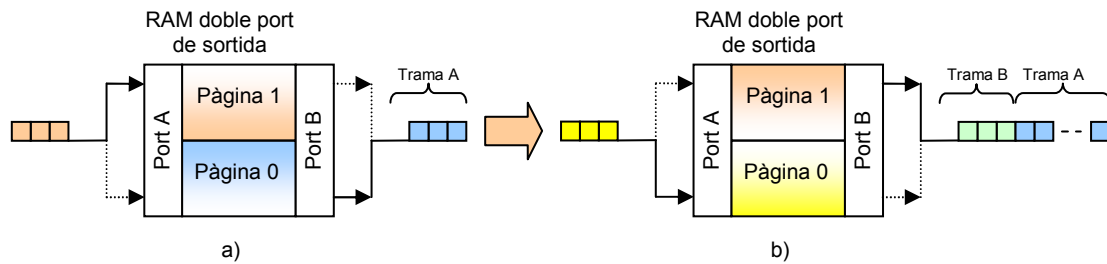 RAM doble port
de sortida
Port A
Pàgina 1
Pàgina 0
Port B
Trama A
a)
RAM doble port
de sortida
Port A
Pàgina 1
Pàgina 0
Port B
Trama B
Trama A
b)